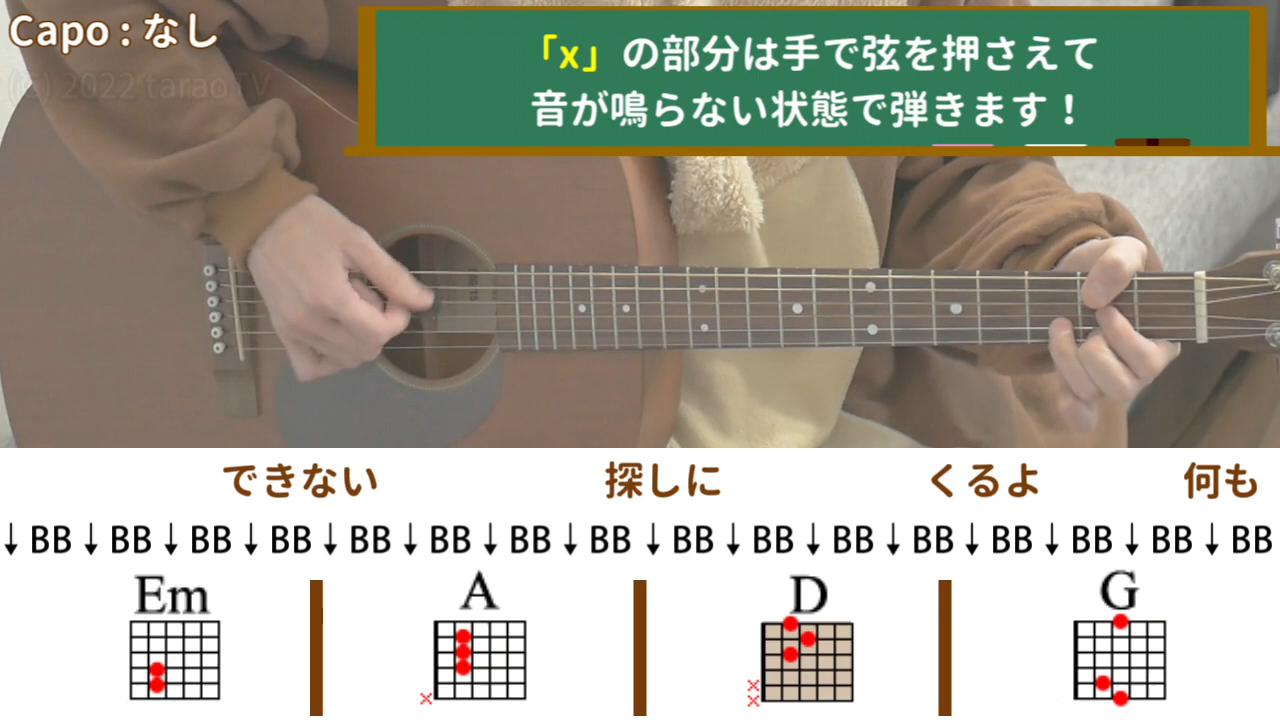 Capo : なし
(c) 2022 taraoTV
「x」の部分は手で弦を押さえて
音が鳴らない状態で弾きます！
できない 探しに くるよ 何も
↓ BB ↓ BB ↓ BB ↓ BB ↓ BB ↓ BB ↓ BB ↓ BB ↓ BB ↓ BB ↓ BB ↓ BB ↓ BB ↓ BB ↓ BB ↓ BB
Em A D G
×
×
×